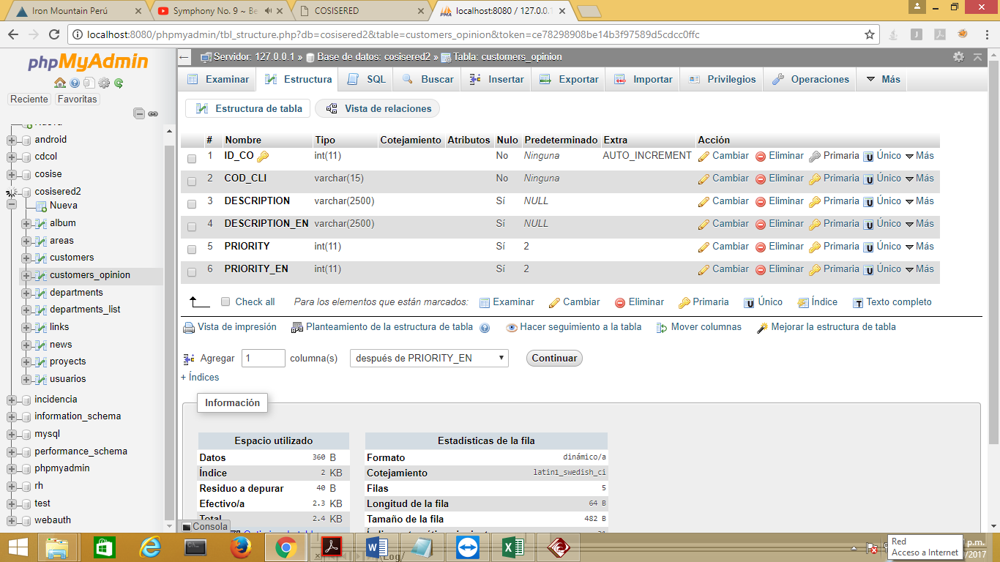 Iron Mountain Perú
Symphony No. 9 ~ Be
COSISERED
localhost:8080 / 127.0.0.1
localhost:8080/phpmyadmin/tbl_structure.php?db=cosisered2&table=customers_opinion&token=ce78298908be14b3f97589d5cdcc0ffc
phpMyAdmin
Reciente Favoritas
Nueva
android
cdcol
cosise
cosisered2
Nueva
album
areas
customers
customers_opinion
departments
departments_list
links
news
proyects
usuarios
incidencia
information_schema
mysql
performance_schema
phpmyadmin
rh
test
webauth
Servidor: 127.0.0.1 » Base de datos: cosisered2 » Tabla: customers_opinion
Examinar Estructura SQL Buscar Insertar Exportar Importar Privilegios Operaciones Más
Estructura de tabla Vista de relaciones
# Nombre Tipo Cotejamiento Atributos Nulo Predeterminado Extra Acción
1 ID_CO int(11) No Ninguna AUTO_INCREMENT Cambiar Eliminar Primaria Único Más
2 COD_CLI varchar(15) No Ninguna Cambiar Eliminar Primaria Único Más
3 DESCRIPTION varchar(2500) Sí NULL Cambiar Eliminar Primaria Único Más
4 DESCRIPTION_EN varchar(2500) Sí NULL Cambiar Eliminar Primaria Único Más
5 PRIORITY int(11) Sí 2 Cambiar Eliminar Primaria Único Más
6 PRIORITY_EN int(11) Sí 2 Cambiar Eliminar Primaria Único Más
Check all Para los elementos que están marcados: Examinar Cambiar Eliminar Primaria Único Índice Texto completo
Vista de impresión Planteamiento de la estructura de tabla Hacer seguimiento a la tabla Mover columnas Mejorar la estructura de tabla
Agregar 1 columna(s) después de PRIORITY_EN Continuar
+ Índices
Información
Espacio utilizado
Datos 360 B
Índice 2 KB
Residuo a depurar 40 B
Efectivo/a 2.3 KB
Total 2.4 KB
Estadísticas de la fila
Formato dinámico/a
Cotejamiento latin1_swedish_ci
Filas 5
Longitud de la fila 64 B
Tamaño de la fila 482 B
Consola
\Log/
Red
Acceso a Internet
p.m.
/2017